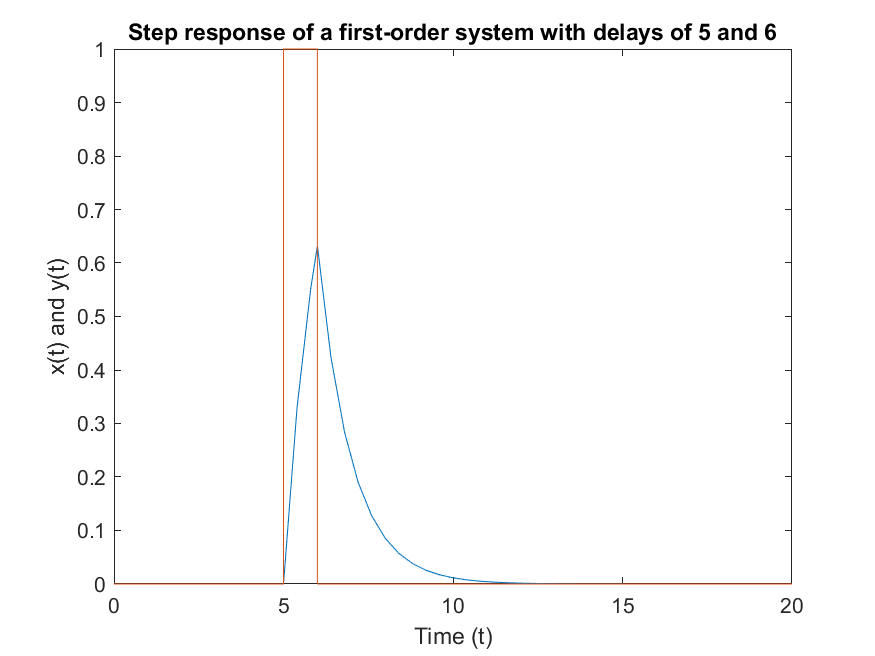 Step response of a first-order system with delays of 5 and 6
1
0.9
0.8
0.7
0.6
0.5
0.4
0.3
0.2
0.1
0
x(t) and y(t)
0 5 10 15 20
Time (t)